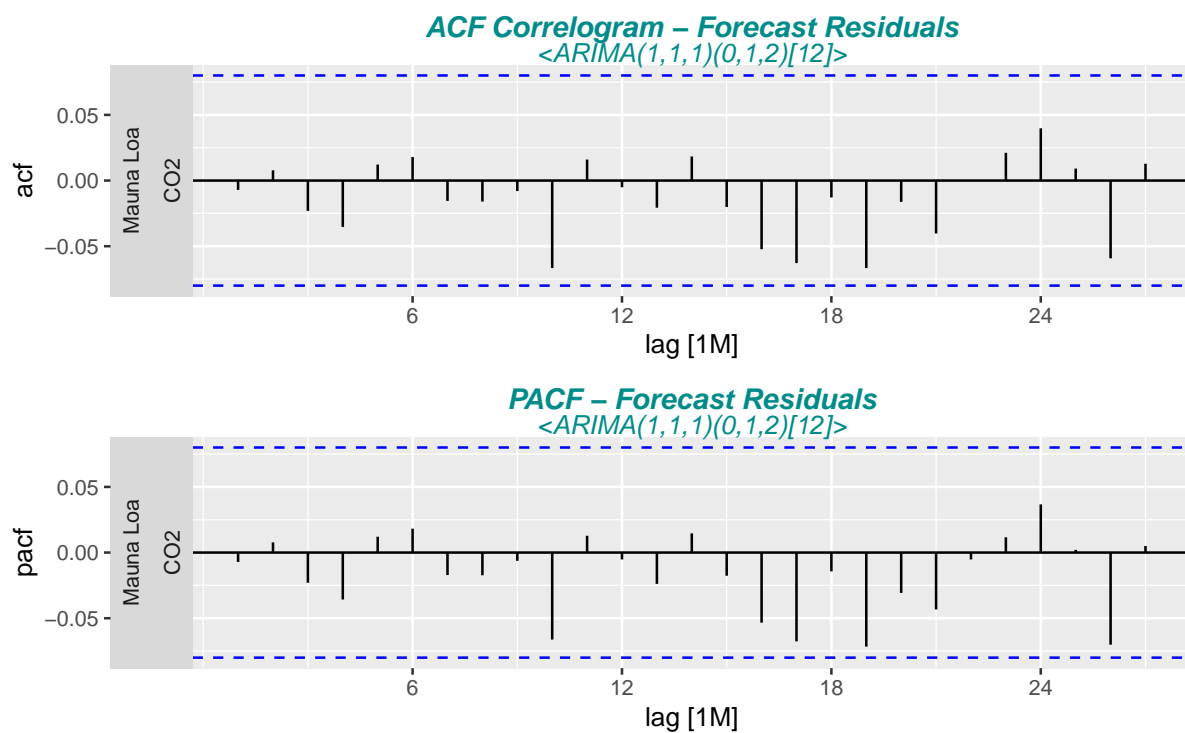 ACF Correlogram – Forecast Residuals
<ARIMA(1,1,1)(0,1,2)[12]>
acf
0.05
0.00
−0.05
Mauna Loa
CO2
6 12 18 24
lag [1M]
PACF – Forecast Residuals
<ARIMA(1,1,1)(0,1,2)[12]>
pacf
0.05
0.00
−0.05
Mauna Loa
CO2
6 12 18 24
lag [1M]